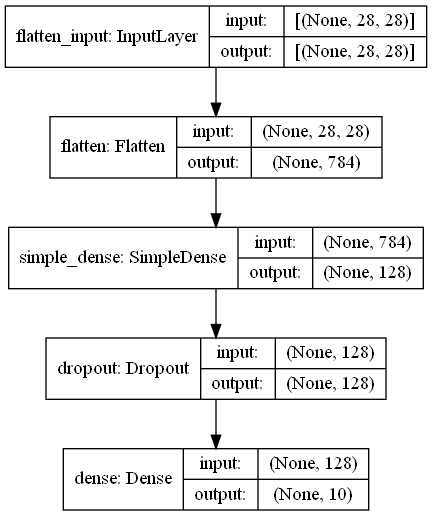 flatten_input: InputLayer
input:
[(None, 28, 28)]
output:
[(None, 28, 28)]
flatten: Flatten
input:
(None, 28, 28)
output:
(None, 784)
simple_dense: SimpleDense
input:
(None, 784)
output:
(None, 128)
dropout: Dropout
input:
(None, 128)
output:
(None, 128)
dense: Dense
input:
(None, 128)
output:
(None, 10)